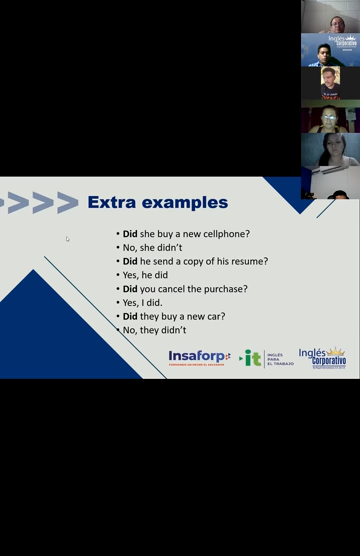 Inglés
Corporativo
Extra examples
• Did she buy a new cellphone?
• No, she didn't
• Did he send a copy of his resume?
• Yes, he did
• Did you cancel the purchase?
• Yes, I did.
• Did they buy a new car?
• No, they didn't
Insaforp
it
INGLÉS
PARA
EL TRABAJO
Inglés
Corporativo